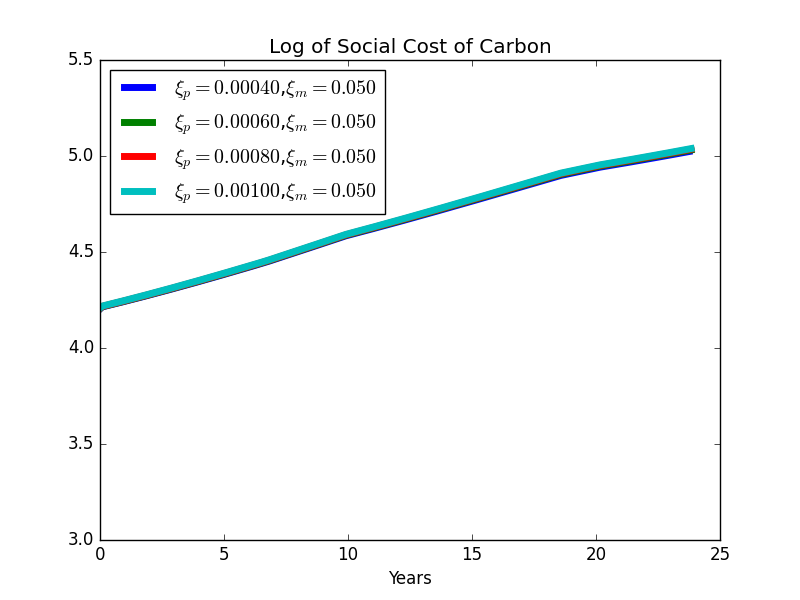 Log of Social Cost of Carbon
5.5
ξp = 0.00040,ξm = 0.050
ξp = 0.00060,ξm = 0.050
5.0
ξp = 0.00080,ξm = 0.050
ξp = 0.00100,ξm = 0.050
4.5
4.0
3.5
3.0
0 5 10 15 20 25
Years